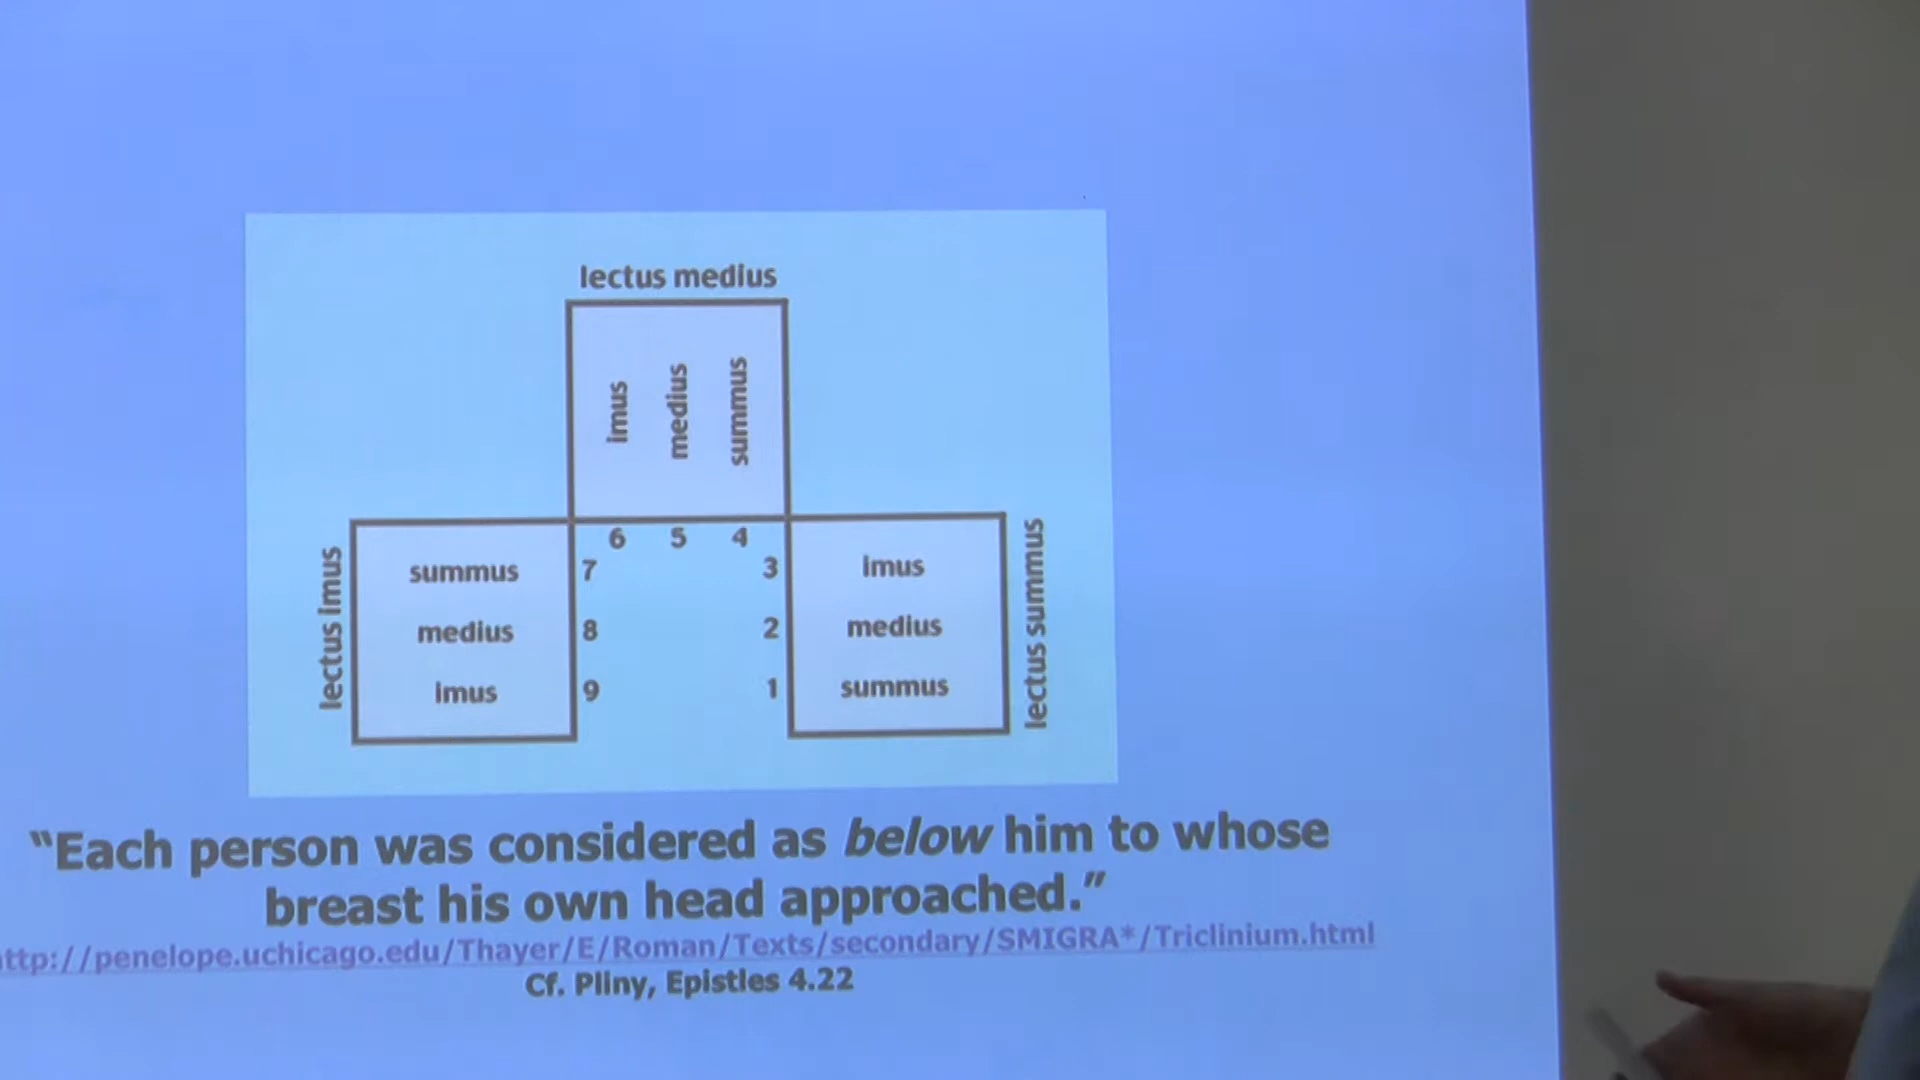 lectus medius
imus
medius
summus
6 5 4
lectus imus
summus 7
medius 8
imus 9
3 imus
2 medius
1 summus
lectus summus
“Each person was considered as below him to whose
breast his own head approached.”
ttp://penelope.uchicago.edu/Thayer/E/Roman/Texts/secondary/SMIGRA*/Triclinium.html
Cf. Pliny, Epistles 4.22